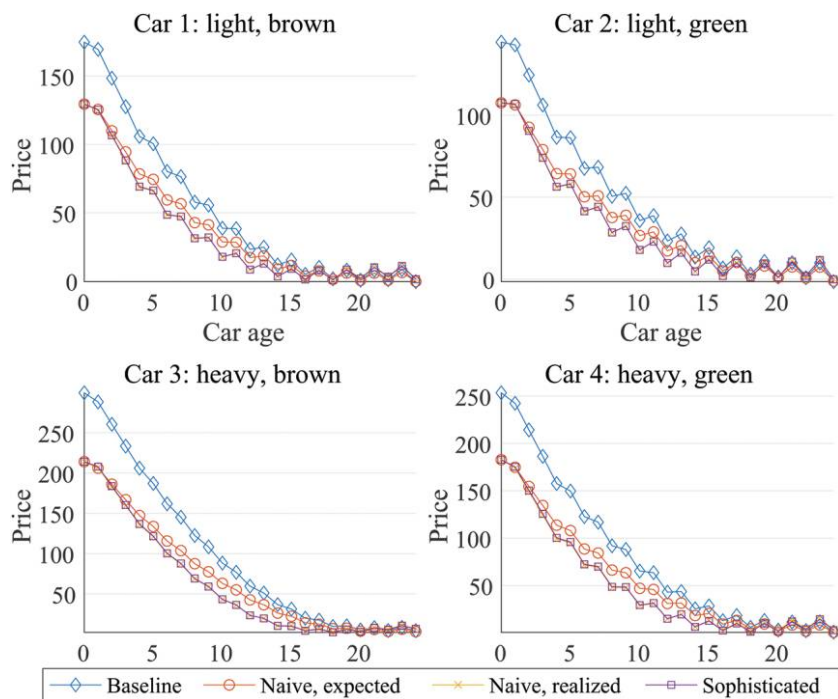 Car 1: light, brown
Car 2: light, green
Price
150
100
50
0
0 5 10 15 20
Car age
Price
100
50
0
0 5 10 15 20
Car age
Car 3: heavy, brown
Car 4: heavy, green
Price
250
200
150
100
50
0 5 10 15 20
Price
250
200
150
100
50
0 5 10 15 20
Baseline Naive, expected Naive, realized Sophisticated